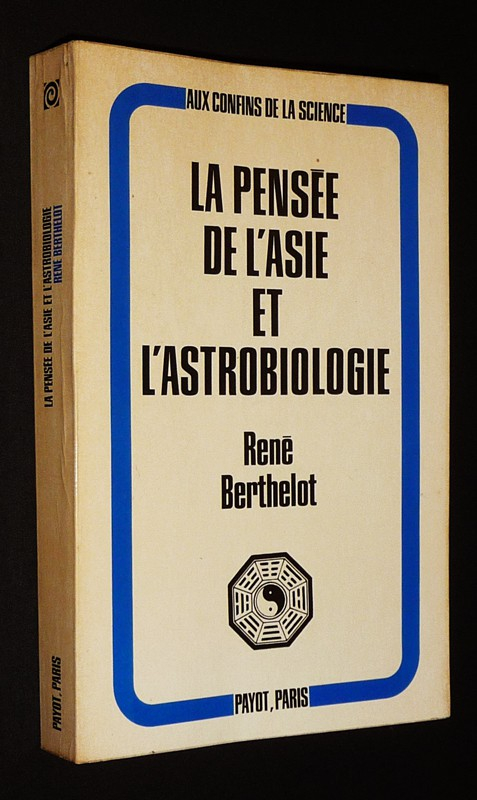 AUX CONFINS DE LA SCIENCE
LA PENSÉE
DE L'ASIE
ET
L'ASTROBIOLOGIE
René
Berthelot
PAYOT, PARIS
LA PENSÉE DE L'ASIE ET L'ASTROBIOLOGIE
RENÉ BERTHELOT
PAYOT, PARIS